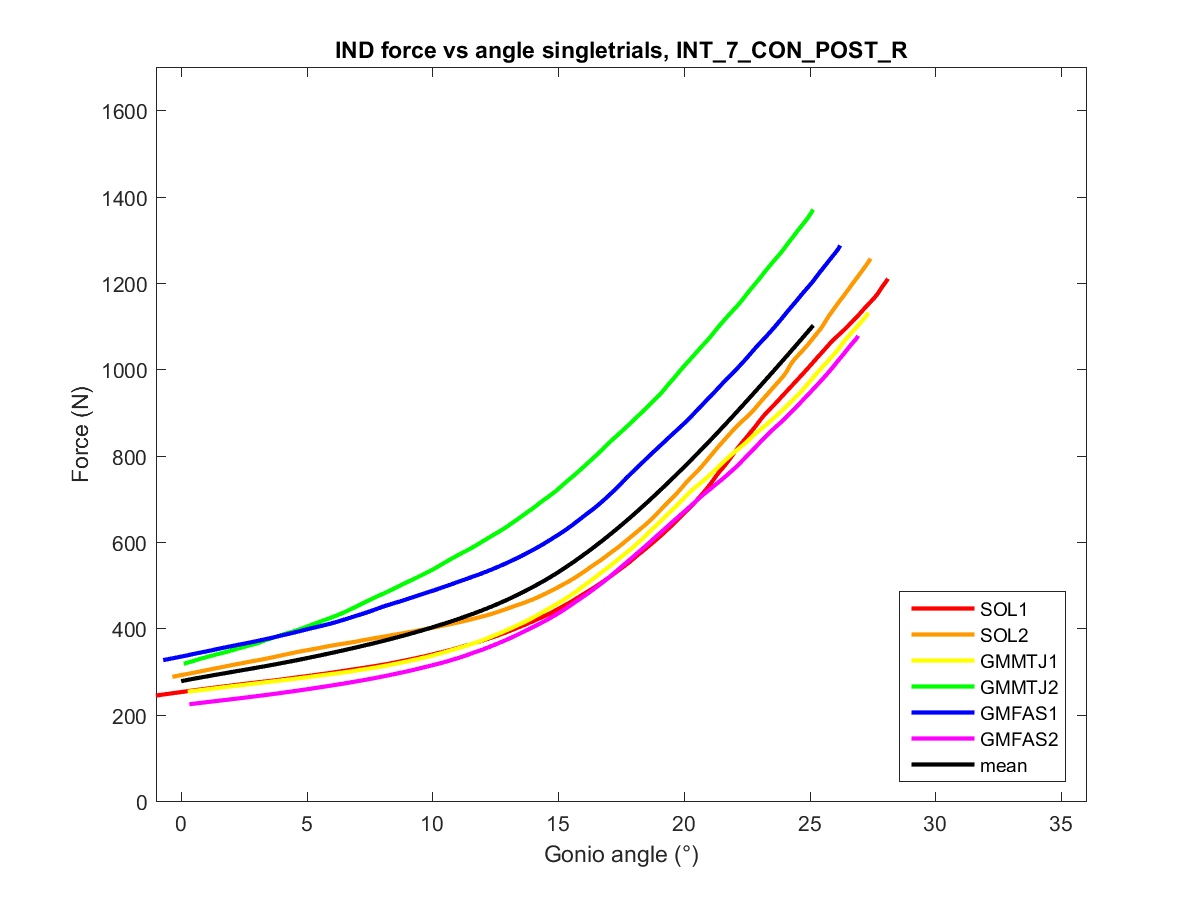 IND force vs angle singletrials, INT_7_CON_POST_R
1600
1400
1200
1000
800
600
400
200
0
Force (N)
0 5 10 15 20 25 30 35
Gonio angle (°)
SOL1
SOL2
GMMTJ1
GMMTJ2
GMFAS1
GMFAS2
mean